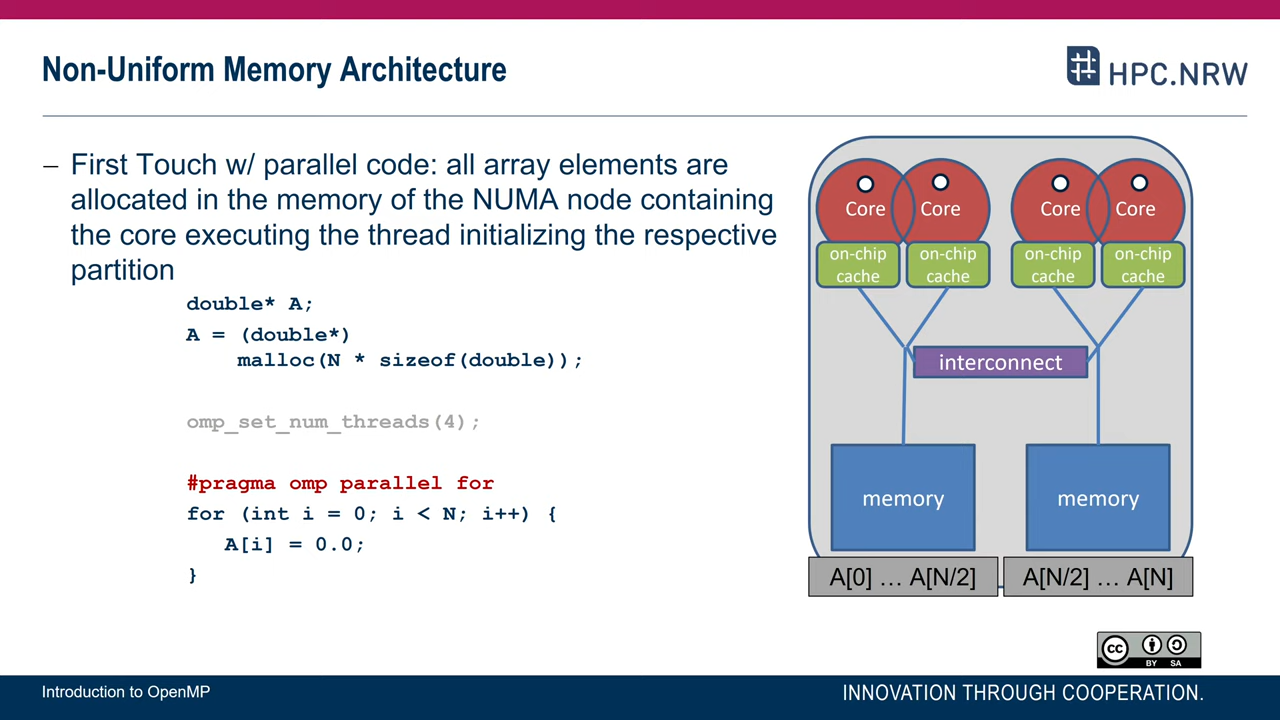 Non-Uniform Memory Architecture
HPC.NRW
– First Touch w/ parallel code: all array elements are
allocated in the memory of the NUMA node containing
the core executing the thread initializing the respective
partition
double* A;
A = (double*)
malloc(N * sizeof(double));
omp_set_num_threads(4);
#pragma omp parallel for
for (int i = 0; i < N; i++) {
A[i] = 0.0;
}
Core Core Core Core
on-chip on-chip on-chip on-chip
cache cache cache cache
interconnect
memory memory
A[0] … A[N/2] A[N/2] … A[N]
cc BY SA
Introduction to OpenMP
INNOVATION THROUGH COOPERATION.